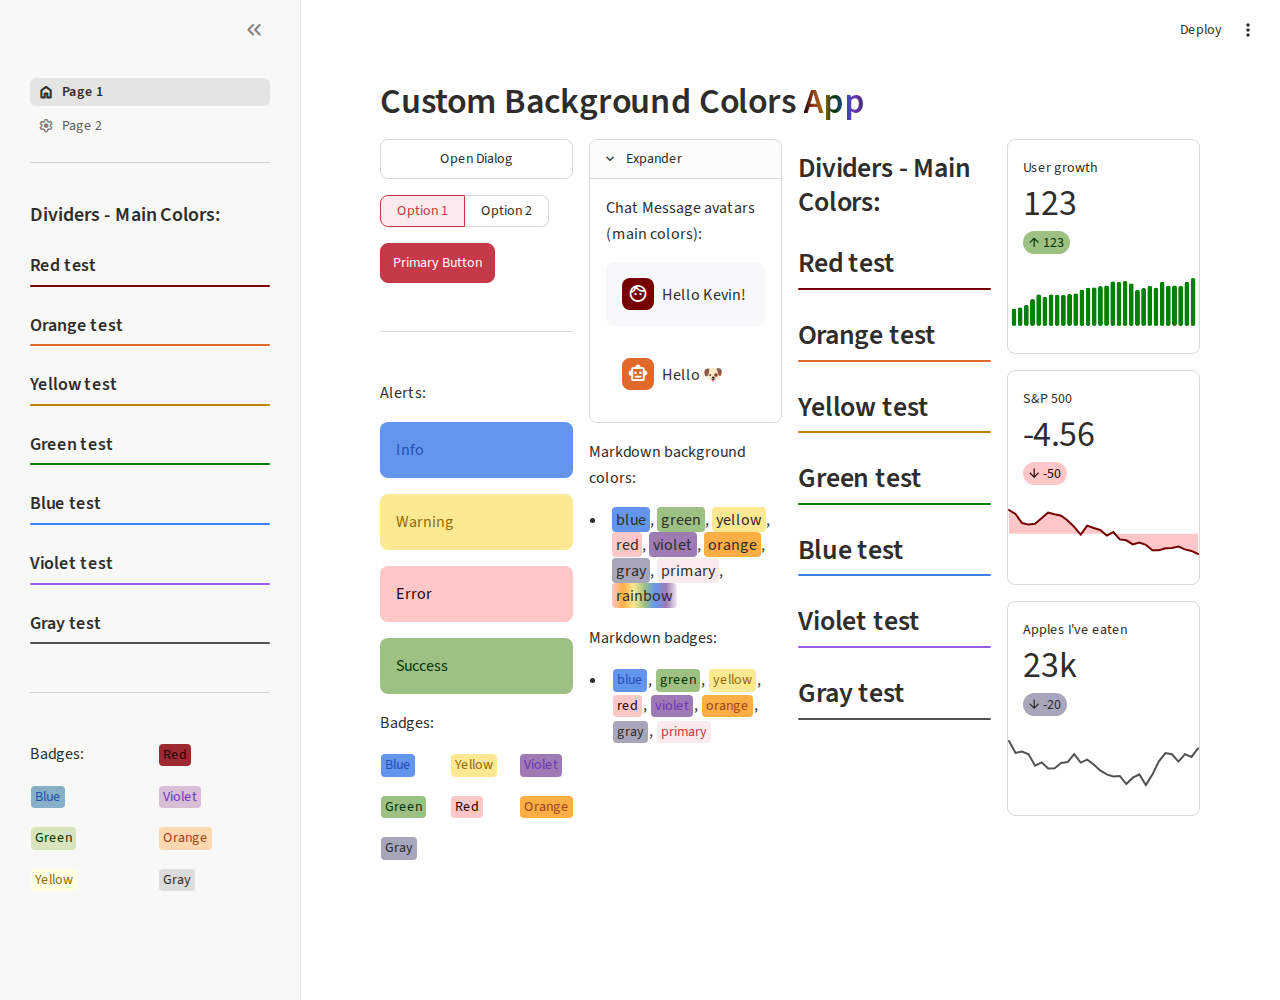 Deploy
Page 1
Page 2
Dividers - Main Colors:
Red test
Orange test
Yellow test
Green test
Blue test
Violet test
Gray test
Badges:
Red
Blue
Violet
Green
Orange
Yellow
Gray
Custom Background Colors App
Open Dialog
Option 1
Option 2
Primary Button
Alerts:
Info
Warning
Error
Success
Badges:
Blue
Yellow
Violet
Green
Red
Orange
Gray
Expander
Chat Message avatars
(main colors):
Hello Kevin!
Hello 🐶
Markdown background
colors:
• blue, green, yellow,
red, violet, orange,
gray, primary,
rainbow
Markdown badges:
• blue, green, yellow,
red, violet, orange,
gray, primary
Dividers - Main
Colors:
Red test
Orange test
Yellow test
Green test
Blue test
Violet test
Gray test
User growth
123
↑ 123
S&P 500
-4.56
↓ -50
Apples I've eaten
23k
↓ -20